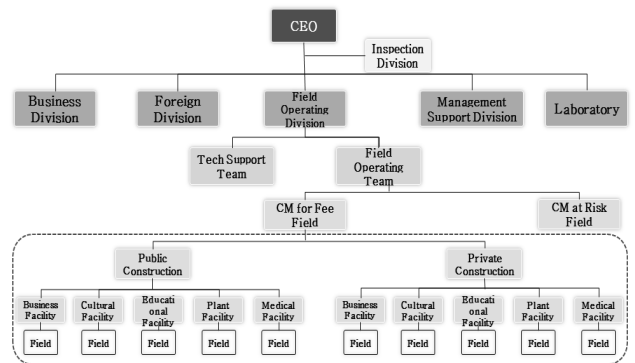 CEO
Inspection
Division
Business
Division
Foreign
Division
Field
Operating
Division
Management
Support Division
Laboratory
Tech Support
Team
Field
Operating
Team
CM for Fee
Field
CM at Risk
Field
Public
Construction
Private
Construction
Business
Facility
Cultural
Facility
Educati
onal
Facility
Plant
Facility
Medical
Facility
Business
Facility
Cultural
Facility
Educati
onal
Facility
Plant
Facility
Medical
Facility
Field
Field
Field
Field
Field
Field
Field
Field
Field
Field